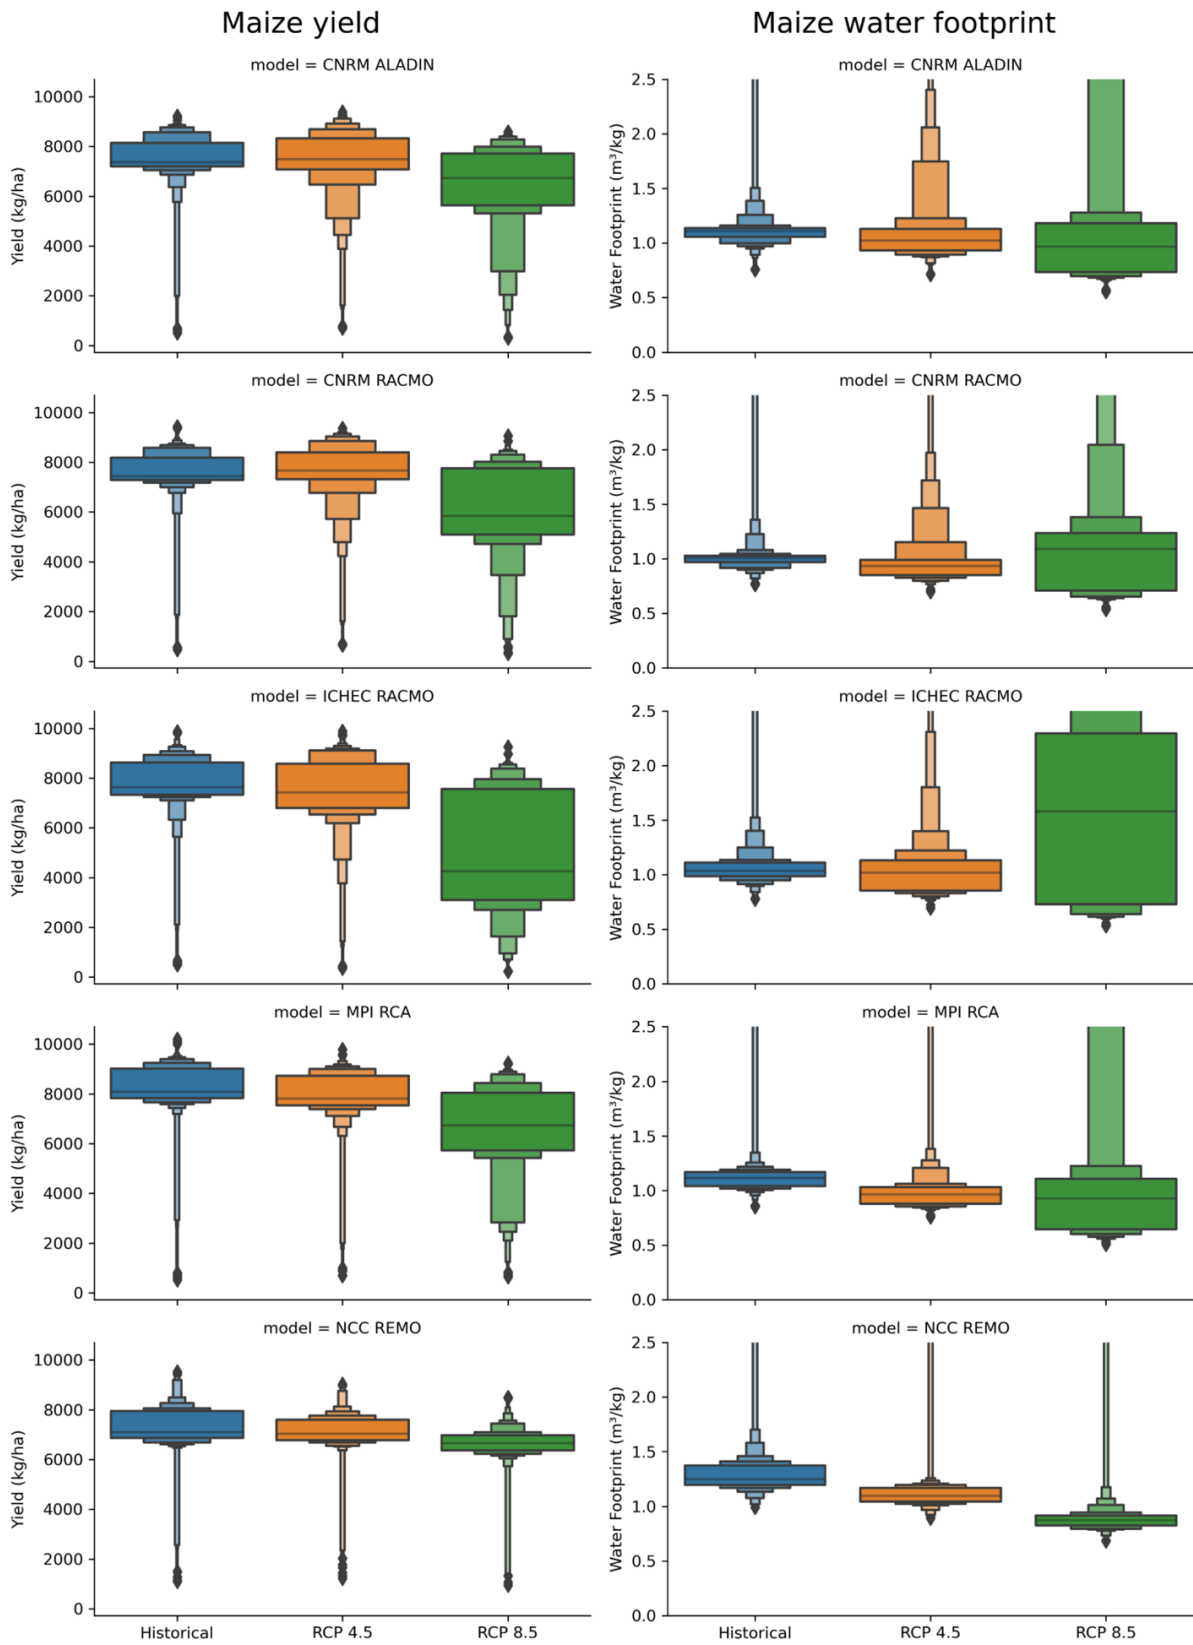 Maize yield
Maize water footprint
model = CNRM ALADIN
model = CNRM ALADIN
10000
8000
6000
4000
2000
0
Yield (kg/ha)
2.5
2.0
1.5
1.0
0.5
0.0
Water Footprint (m³/kg)
model = CNRM RACMO
model = CNRM RACMO
10000
8000
6000
4000
2000
0
Yield (kg/ha)
2.5
2.0
1.5
1.0
0.5
0.0
Water Footprint (m³/kg)
model = ICHEC RACMO
model = ICHEC RACMO
10000
8000
6000
4000
2000
0
Yield (kg/ha)
2.5
2.0
1.5
1.0
0.5
0.0
Water Footprint (m³/kg)
model = MPI RCA
model = MPI RCA
10000
8000
6000
4000
2000
0
Yield (kg/ha)
2.5
2.0
1.5
1.0
0.5
0.0
Water Footprint (m³/kg)
model = NCC REMO
model = NCC REMO
10000
8000
6000
4000
2000
0
Yield (kg/ha)
2.5
2.0
1.5
1.0
0.5
0.0
Water Footprint (m³/kg)
Historical RCP 4.5 RCP 8.5
Historical RCP 4.5 RCP 8.5